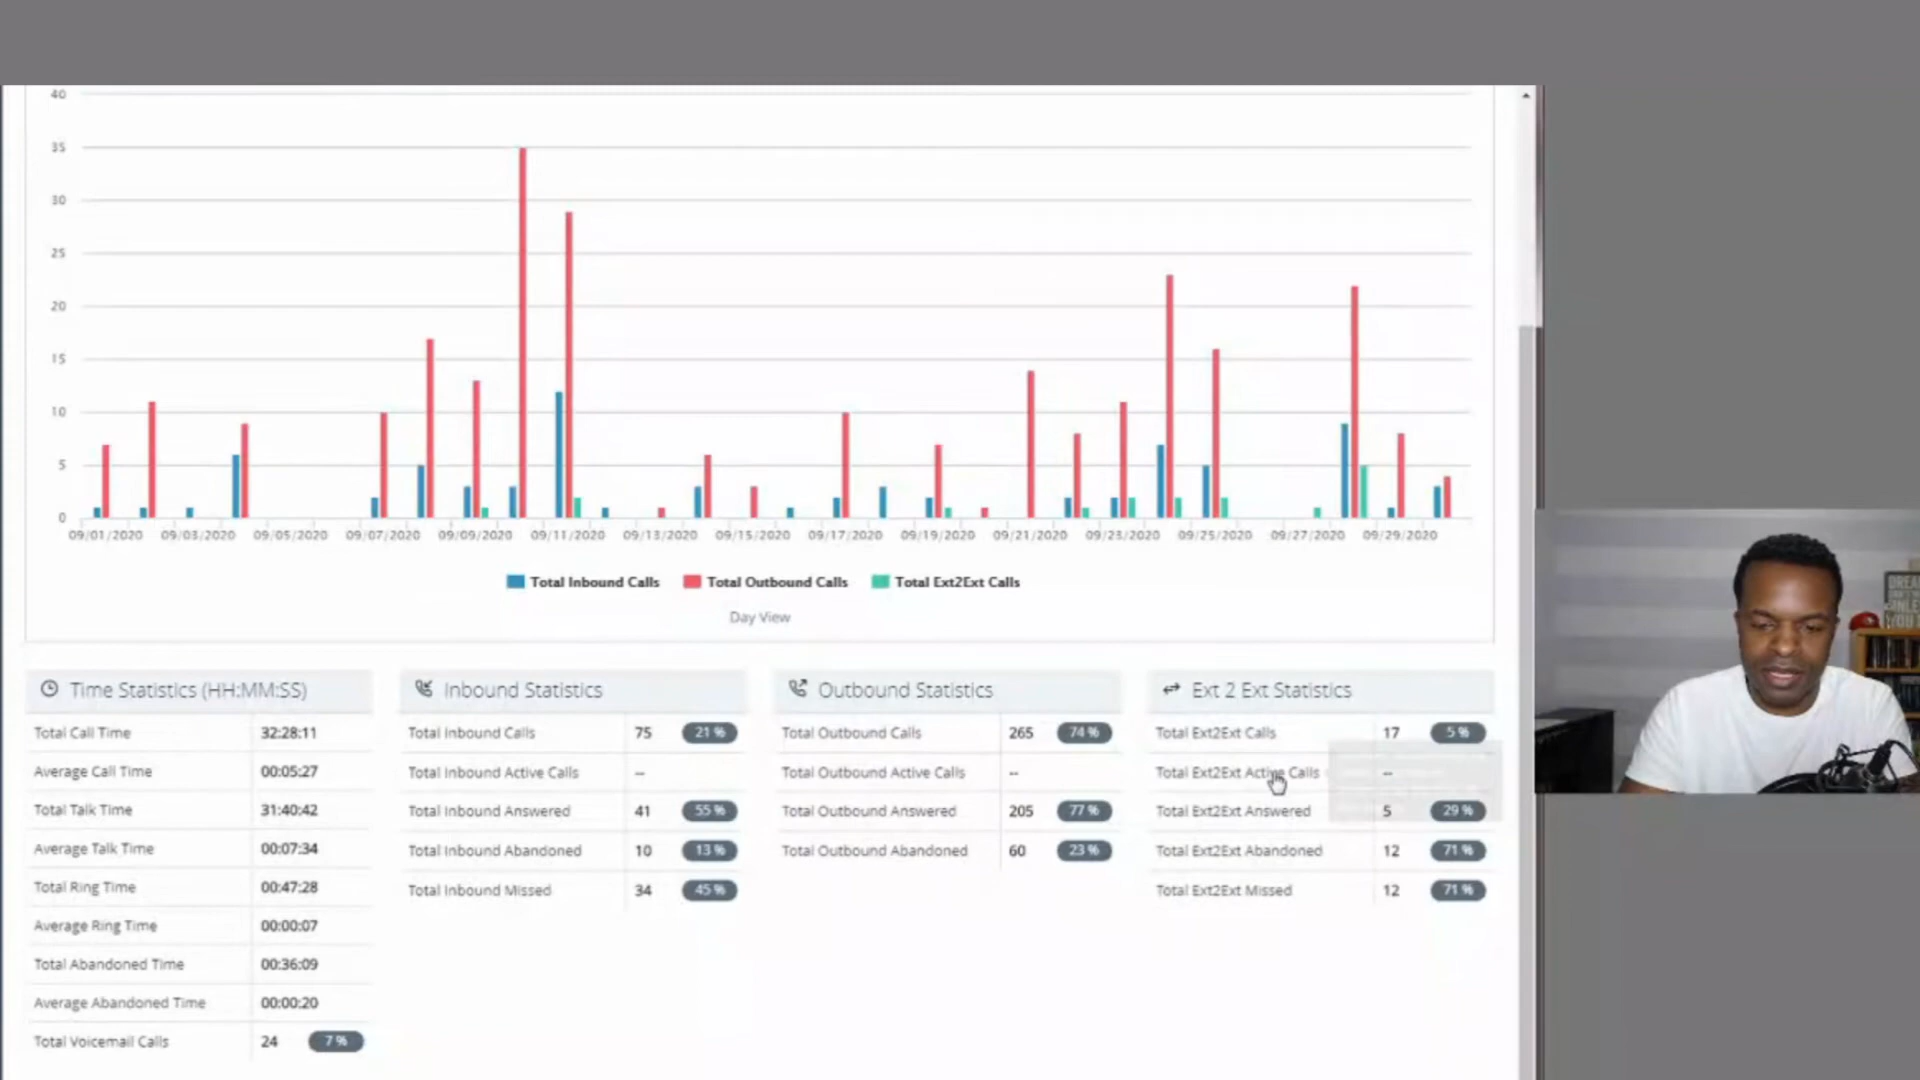 40
35
30
25
20
15
10
5
0
09/01/2020 09/03/2020 09/05/2020 09/07/2020 09/09/2020 09/11/2020 09/13/2020 09/15/2020 09/17/2020 09/19/2020 09/21/2020 09/23/2020 09/25/2020 09/27/2020 09/29/2020
Total Inbound Calls Total Outbound Calls Total Ext2Ext Calls
Day View
Time Statistics (HH:MM:SS)
Total Call Time 32:28:11
Average Call Time 00:05:27
Total Talk Time 31:40:42
Average Talk Time 00:07:34
Total Ring Time 00:47:28
Average Ring Time 00:00:07
Total Abandoned Time 00:36:09
Average Abandoned Time 00:00:20
Total Voicemail Calls 24 7 %
Inbound Statistics
Total Inbound Calls 75 21 %
Total Inbound Active Calls --
Total Inbound Answered 41 55 %
Total Inbound Abandoned 10 13 %
Total Inbound Missed 34 45 %
Outbound Statistics
Total Outbound Calls 265 74 %
Total Outbound Active Calls --
Total Outbound Answered 205 77 %
Total Outbound Abandoned 60 23 %
Ext 2 Ext Statistics
Total Ext2Ext Calls 17 5 %
Total Ext2Ext Active Calls --
Total Ext2Ext Answered 5 29 %
Total Ext2Ext Abandoned 12 71 %
Total Ext2Ext Missed 12 71 %